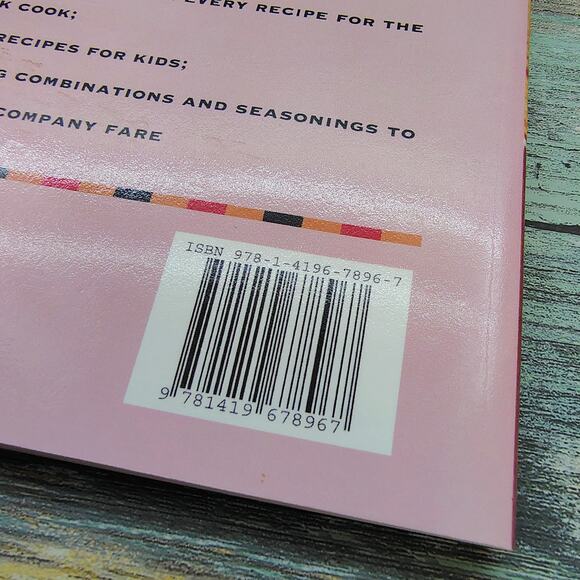 EVERY RECIPE FOR THE
K COOK;
RECIPES FOR KIDS;
G COMBINATIONS AND SEASONINGS TO
COMPANY FARE
ISBN 978-1-4196-7896-7
9 781419 678967